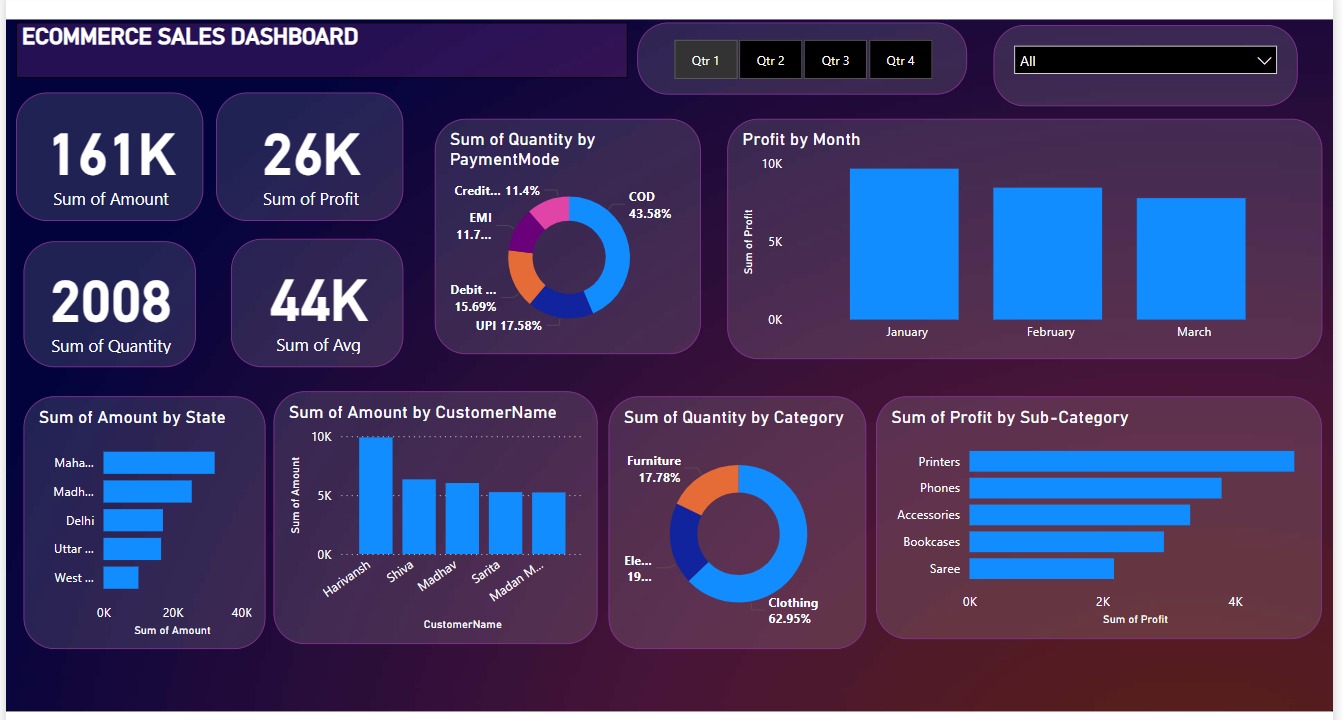 ECOMMERCE SALES DASHBOARD
Qtr 1 Qtr 2 Qtr 3 Qtr 4
All
161K
Sum of Amount
26K
Sum of Profit
2008
Sum of Quantity
44K
Sum of Avg
Sum of Quantity by
PaymentMode
Credit... 11.4%
COD
43.58%
EMI
11.7...
Debit ...
15.69%
UPI 17.58%
Profit by Month
10K
5K
0K
Sum of Profit
January February March
Sum of Amount by State
Maha...
Madh...
Delhi
Uttar ...
West ...
0K 20K 40K
Sum of Amount
Sum of Amount by CustomerName
10K
5K
0K
Sum of Amount
Harivansh Shiva Madhav Sarita Madan M...
CustomerName
Sum of Quantity by Category
Furniture
17.78%
Ele...
19...
Clothing
62.95%
Sum of Profit by Sub-Category
Printers
Phones
Accessories
Bookcases
Saree
0K 2K 4K
Sum of Profit